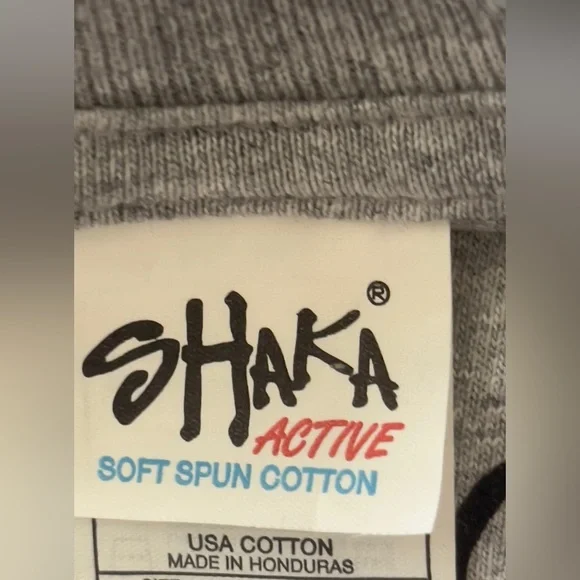 SHAKA®
ACTIVE
SOFT SPUN COTTON
USA COTTON
MADE IN HONDURAS